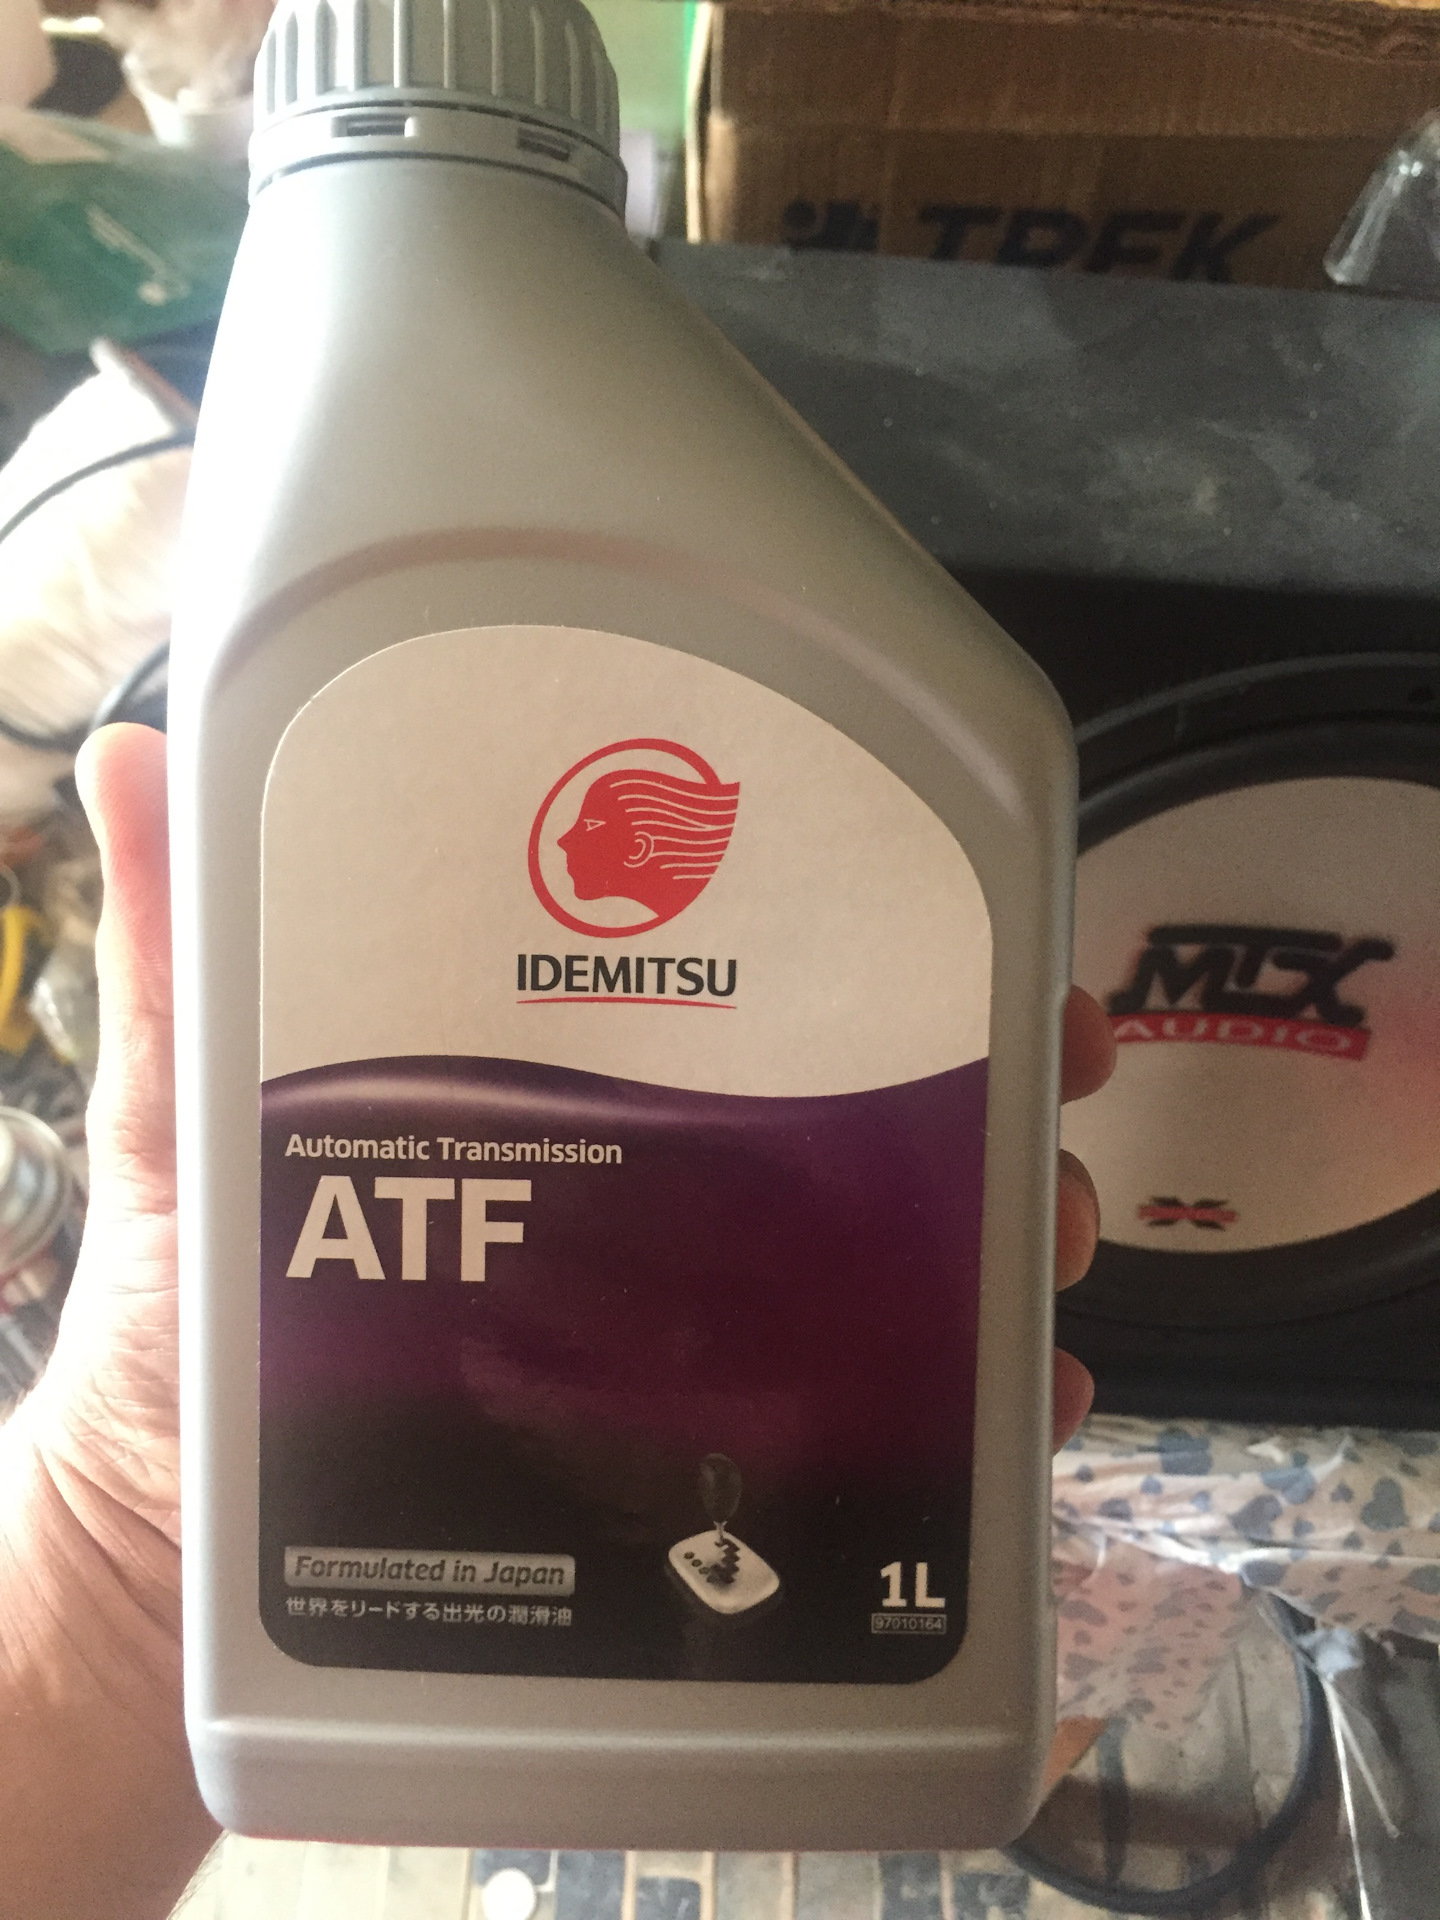 TREK
IDEMITSU
MTX
AUDIO
Automatic Transmission
ATF
Formulated in Japan
世界をリードする出光の潤滑油
1L
97010164